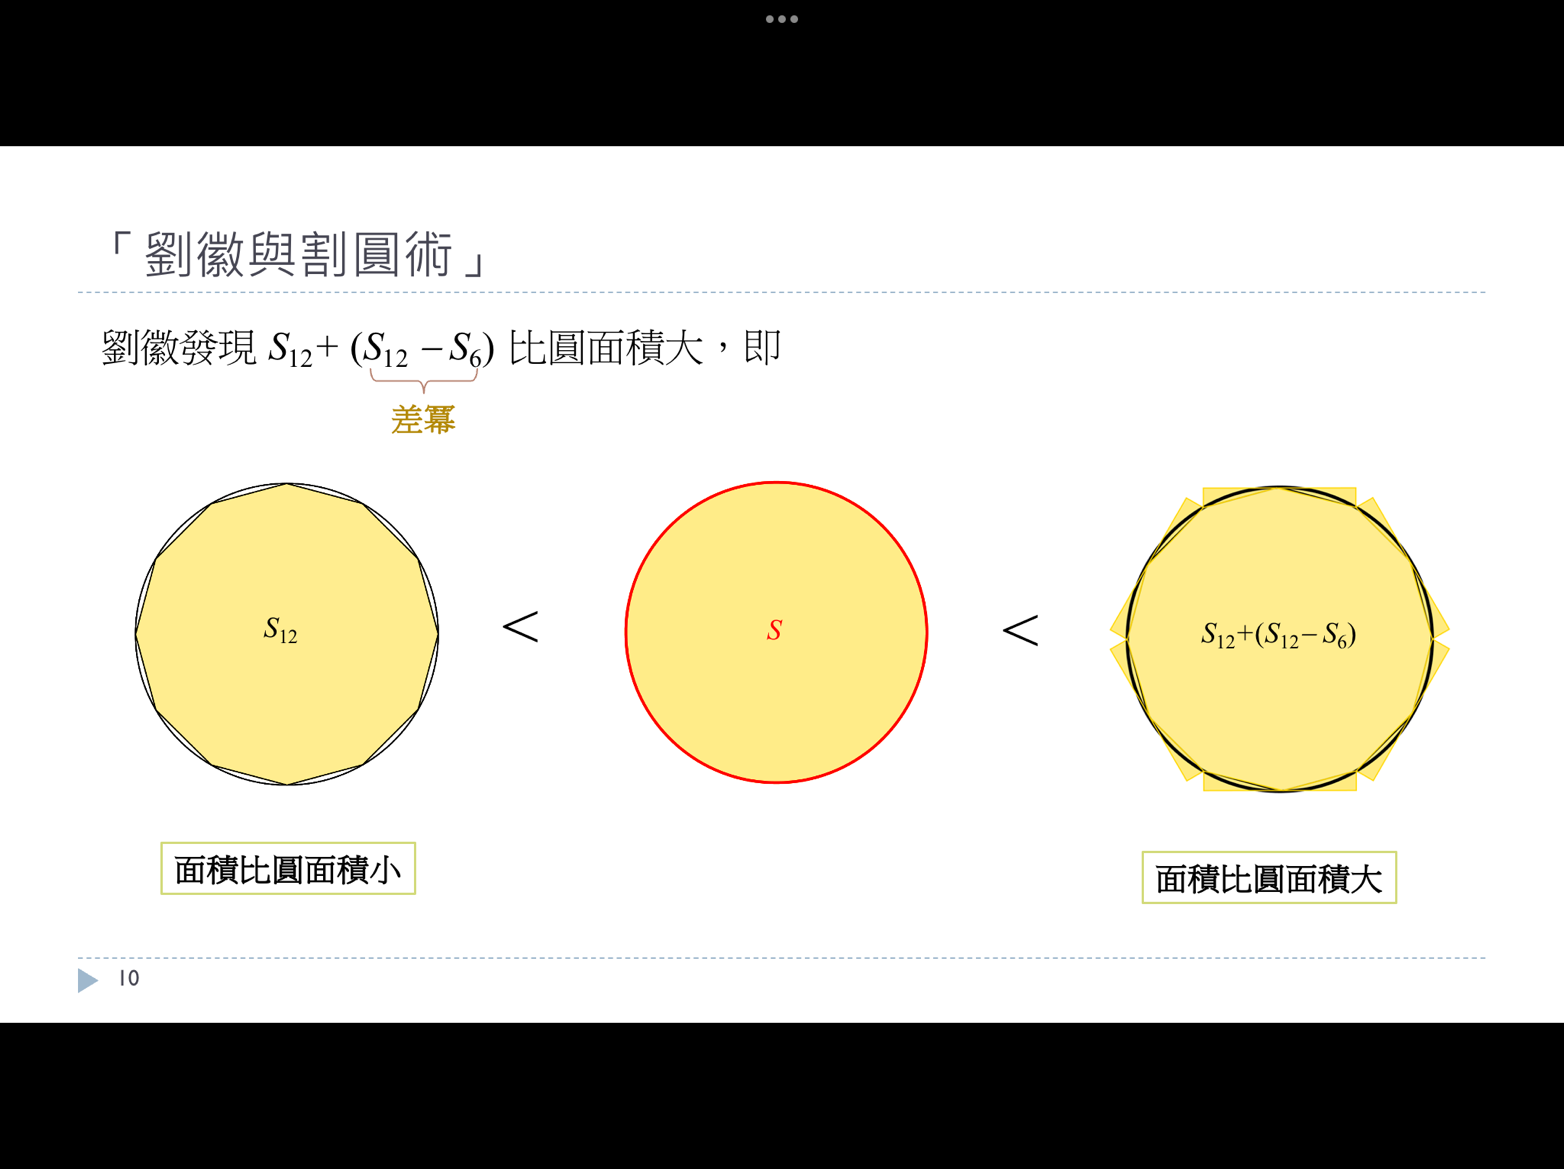 「劉徽與割圓術」
劉徽發現 S₁₂+ (S₁₂ – S₆) 比圓面積大，即
差冪
S₁₂
<
S
<
S₁₂+(S₁₂– S₆)
面積比圓面積小
面積比圓面積大
10